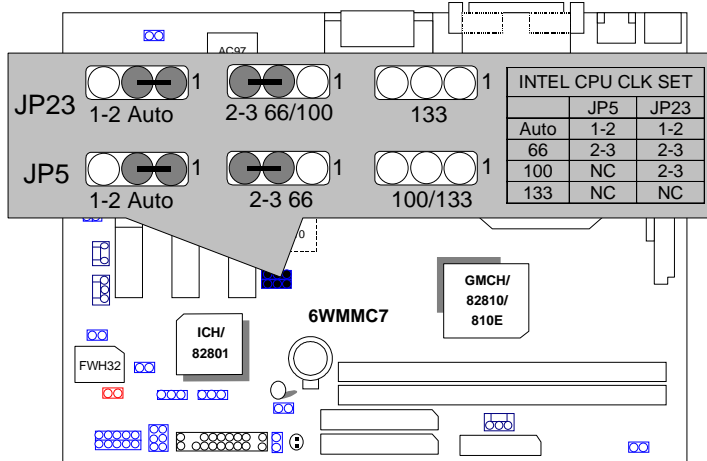 AC97
JP23
1
1
1
1-2 Auto
2-3 66/100
133
JP5
1
1
1
1-2 Auto
2-3 66
100/133
INTEL CPU CLK SET
JP5 JP23
Auto 1-2 1-2
66 2-3 2-3
100 NC 2-3
133 NC NC
0
6WMMC7
GMCH/
82810/
810E
ICH/
82801
FWH32